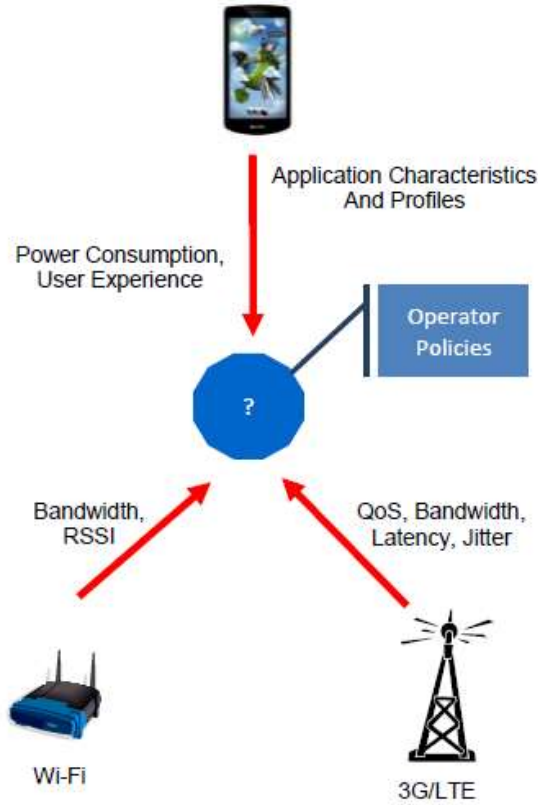 Application Characteristics
And Profiles
Power Consumption,
User Experience
Operator
Policies
?
Bandwidth,
RSSI
QoS, Bandwidth,
Latency, Jitter
Wi-Fi
3G/LTE